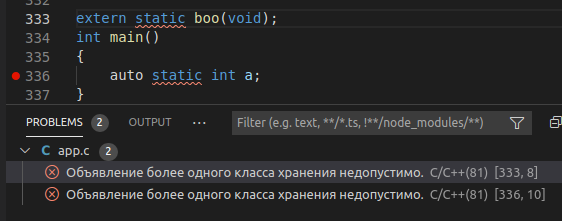 332
333 extern static boo(void);
334 int main()
335 {
336 auto static int a;
337 }
PROBLEMS 2 OUTPUT ··· Filter (e.g. text, **/*.ts, !**/node_modules/**)
C app.c 2
Объявление более одного класса хранения недопустимо. C/C++(81) [333, 8]
Объявление более одного класса хранения недопустимо. C/C++(81) [336, 10]